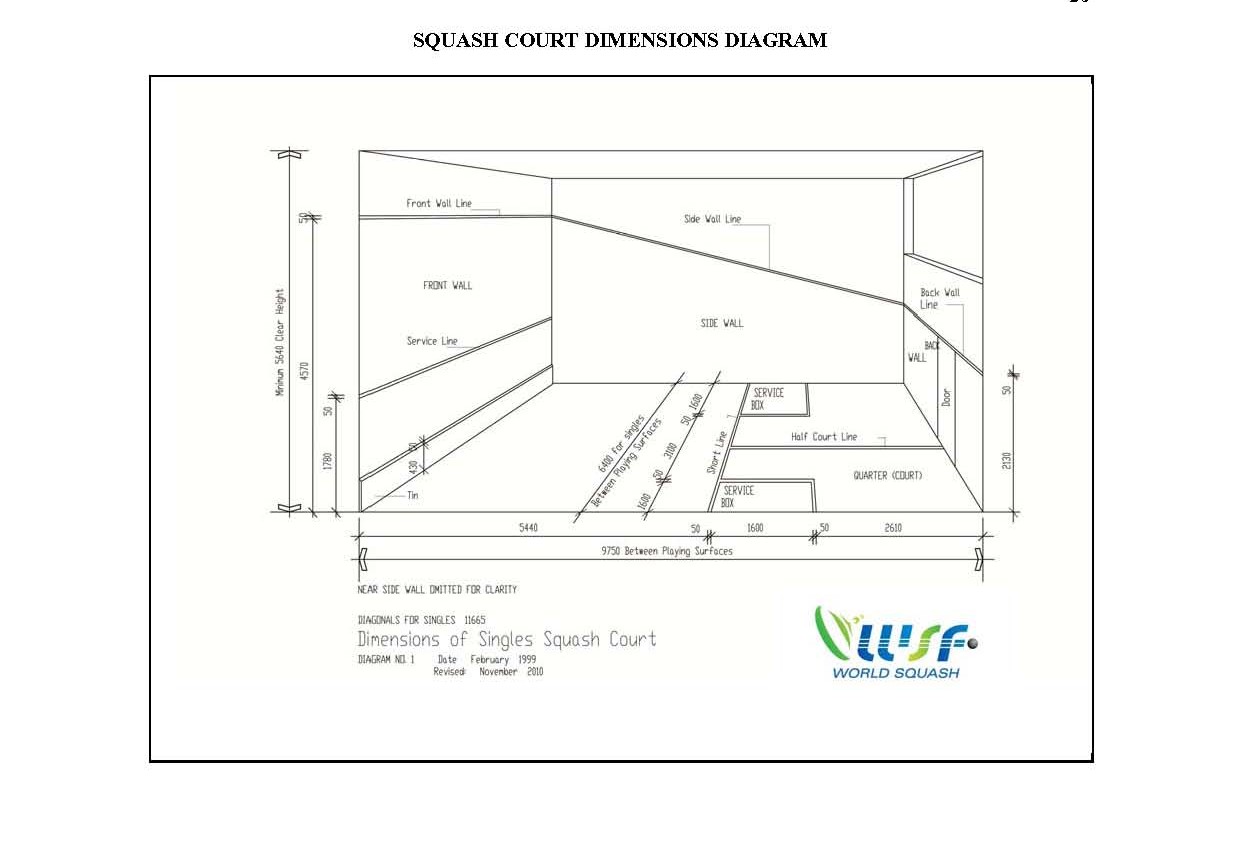 SQUASH COURT DIMENSIONS DIAGRAM
Front Wall Line
50
Side Wall Line
FRONT WALL
Back Wall
Line
Minimum 5640 Clear Height
4570
SIDE WALL
Service Line
BACK
WALL
Door
50
50
1780
2130
SERVICE
BOX
1600
50
3100
50
1600
6400 for singles
Between Playing Surfaces
Short Line
Half Court Line
QUARTER (COURT)
SERVICE
BOX
50
430
Tin
5440
50
1600
50
2610
9750 Between Playing Surfaces
NEAR SIDE WALL OMITTED FOR CLARITY
DIAGONALS FOR SINGLES 11665
Dimensions of Singles Squash Court
DIAGRAM NO. 1 Date February 1999
Revised: November 2010
WSF
WORLD SQUASH